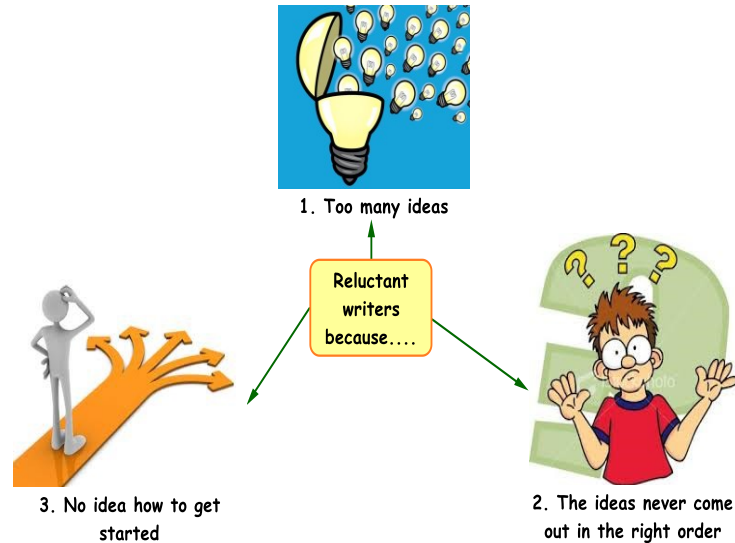 1. Too many ideas
Reluctant
writers
because....
3. No idea how to get
started
2. The ideas never come
out in the right order